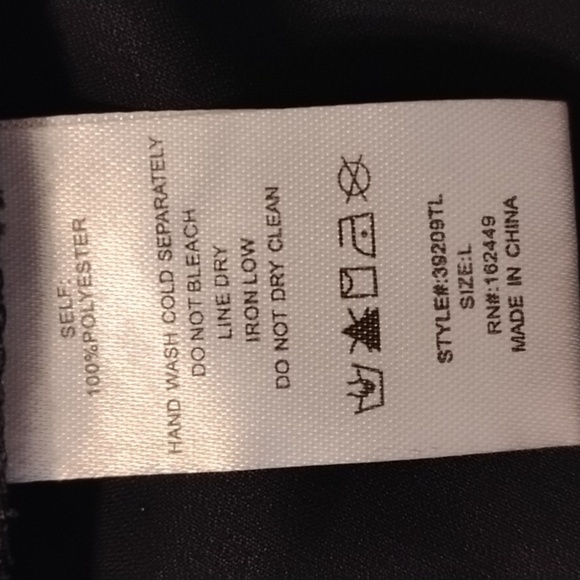 SELF:
100%POLYESTER
HAND WASH COLD SEPARATELY
DO NOT BLEACH
LINE DRY
IRON LOW
DO NOT DRY CLEAN
STYLE#:39209TL
SIZE:L
RN#:162449
MADE IN CHINA